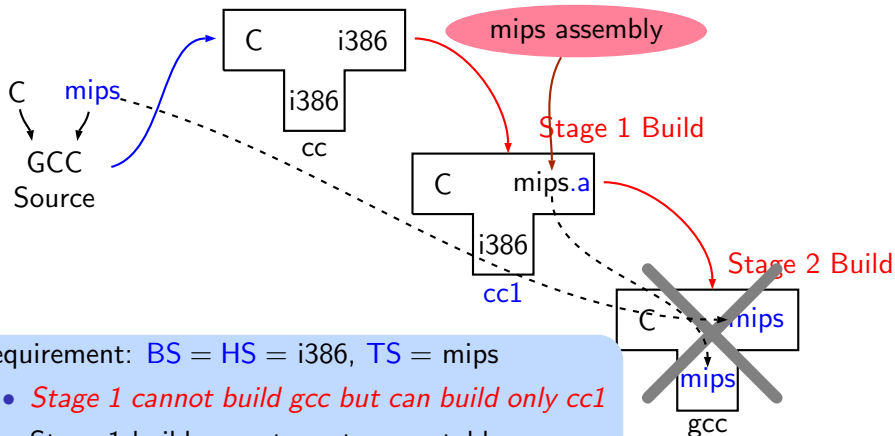 mips assembly
C i386
i386
cc
C mips
GCC
Source
Stage 1 Build
C mips.a
i386
cc1
Stage 2 Build
C mips
mips
gcc
equirement: BS = HS = i386, TS = mips
• Stage 1 cannot build gcc but can build only cc1